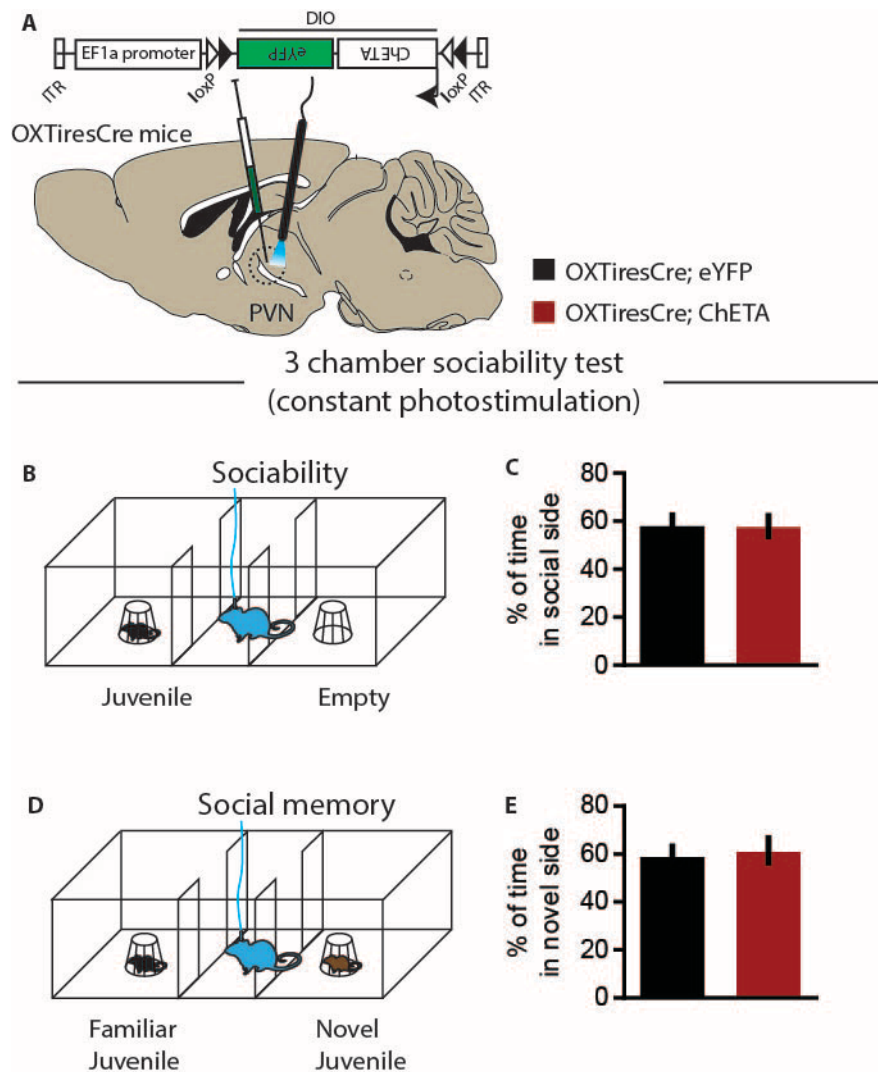 A
DIO
ITR
EF1a promoter
loxP
eYFP
ChETA
loxP
ITR
OXTiresCre mice
PVN
OXTiresCre; eYFP
OXTiresCre; ChETA
3 chamber sociability test
(constant photostimulation)
B
Sociability
Juvenile
Empty
C
% of time
in social side
80
60
40
20
0
D
Social memory
Familiar
Juvenile
Novel
Juvenile
E
% of time
in novel side
80
60
40
20
0